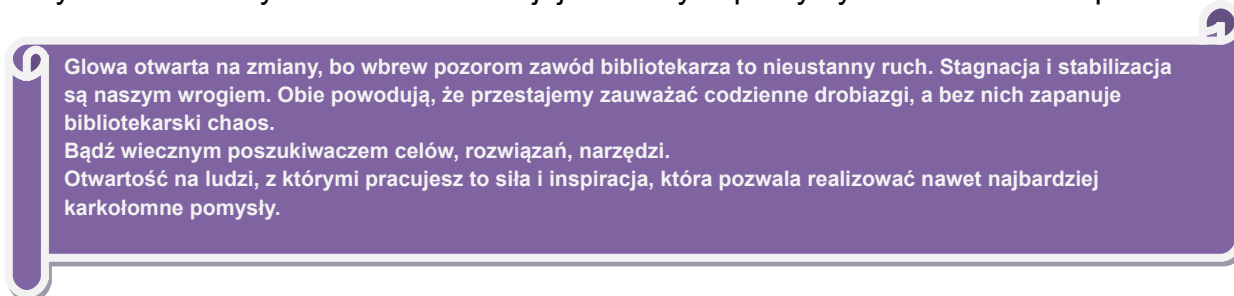 Głowa otwarta na zmiany, bo wbrew pozorom zawód bibliotekarza to nieustanny ruch. Stagnacja i stabilizacja
są naszym wrogiem. Obie powodują, że przestajemy zauważać codzienne drobiazgi, a bez nich zapanuje
bibliotekarski chaos.
Bądź wiecznym poszukiwaczem celów, rozwiązań, narzędzi.
Otwartość na ludzi, z którymi pracujesz to siła i inspiracja, która pozwala realizować nawet najbardziej
karkołomne pomysły.